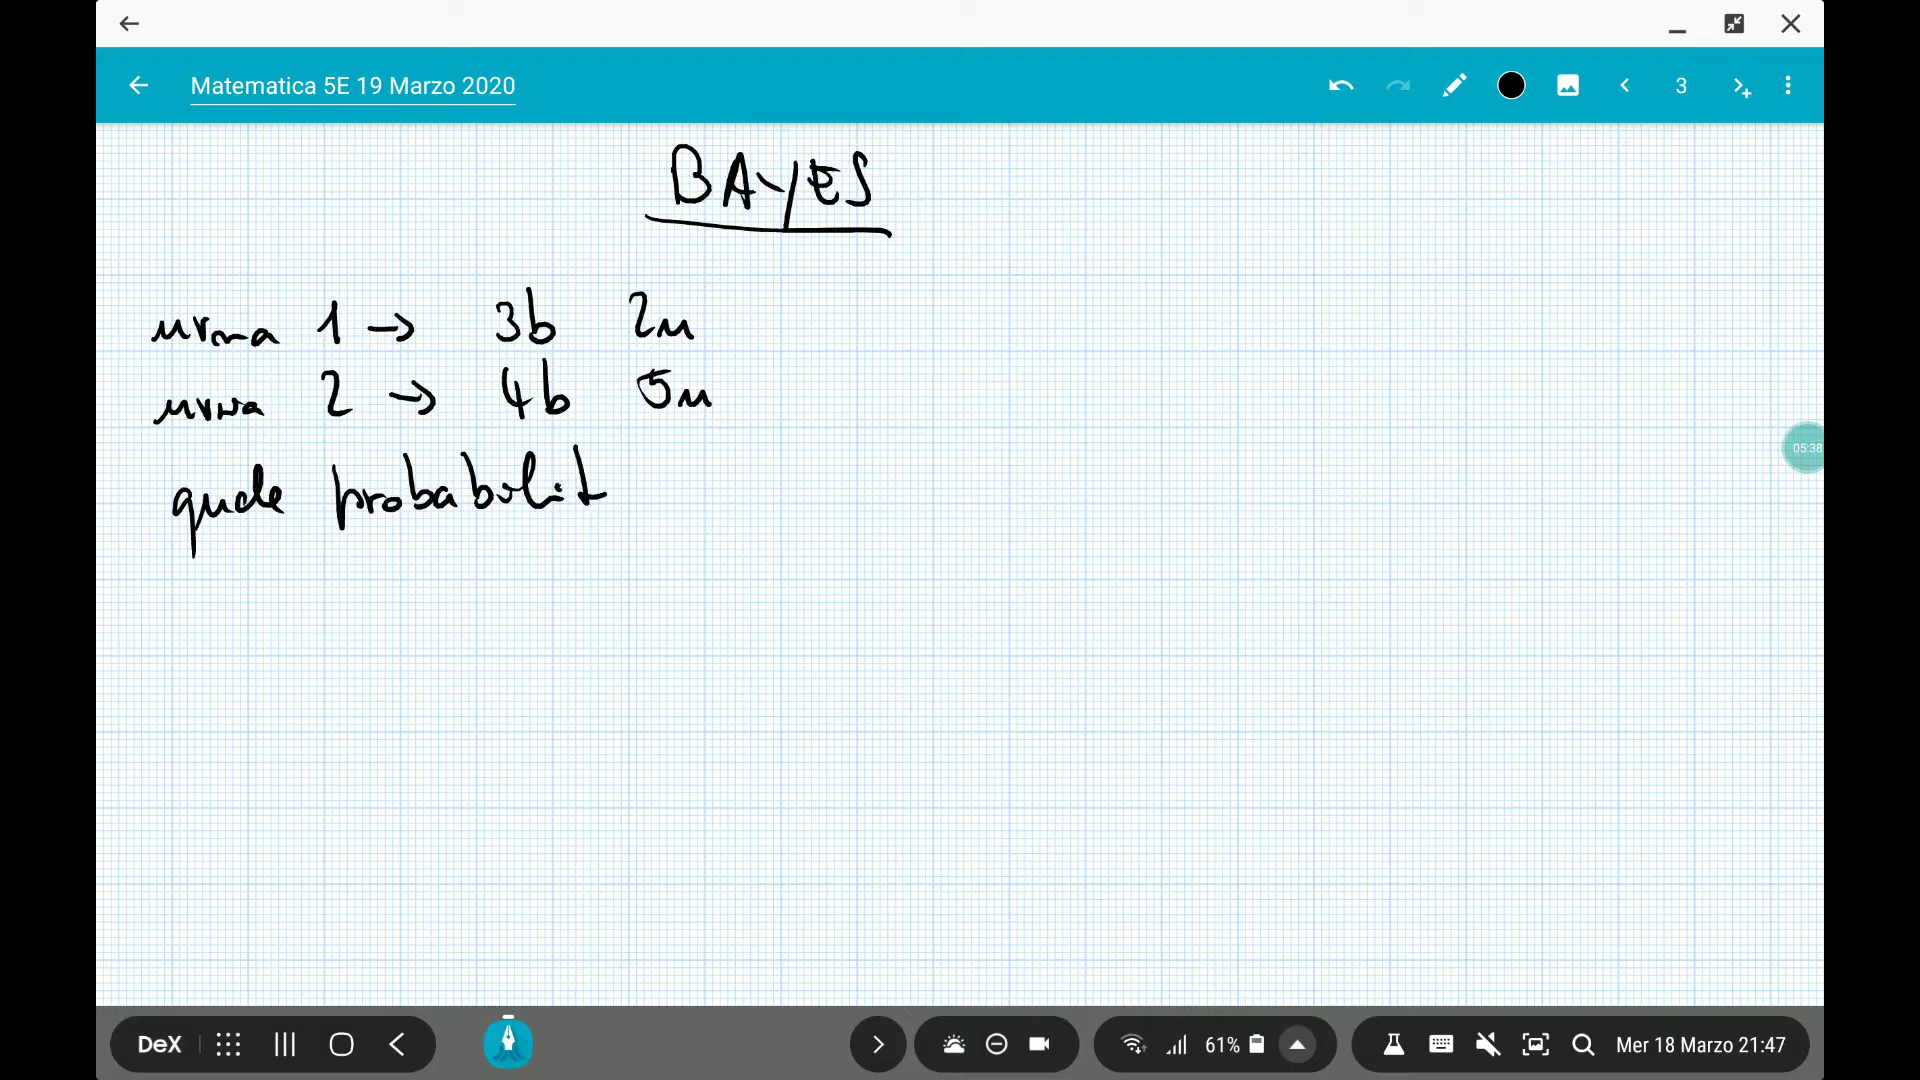 Matematica 5E 19 Marzo 2020
3
BAYES
urna 1 → 3b 2n
urna 2 → 4b 5n
quale probabilit
05:38
DeX
61%
Mer 18 Marzo 21:47